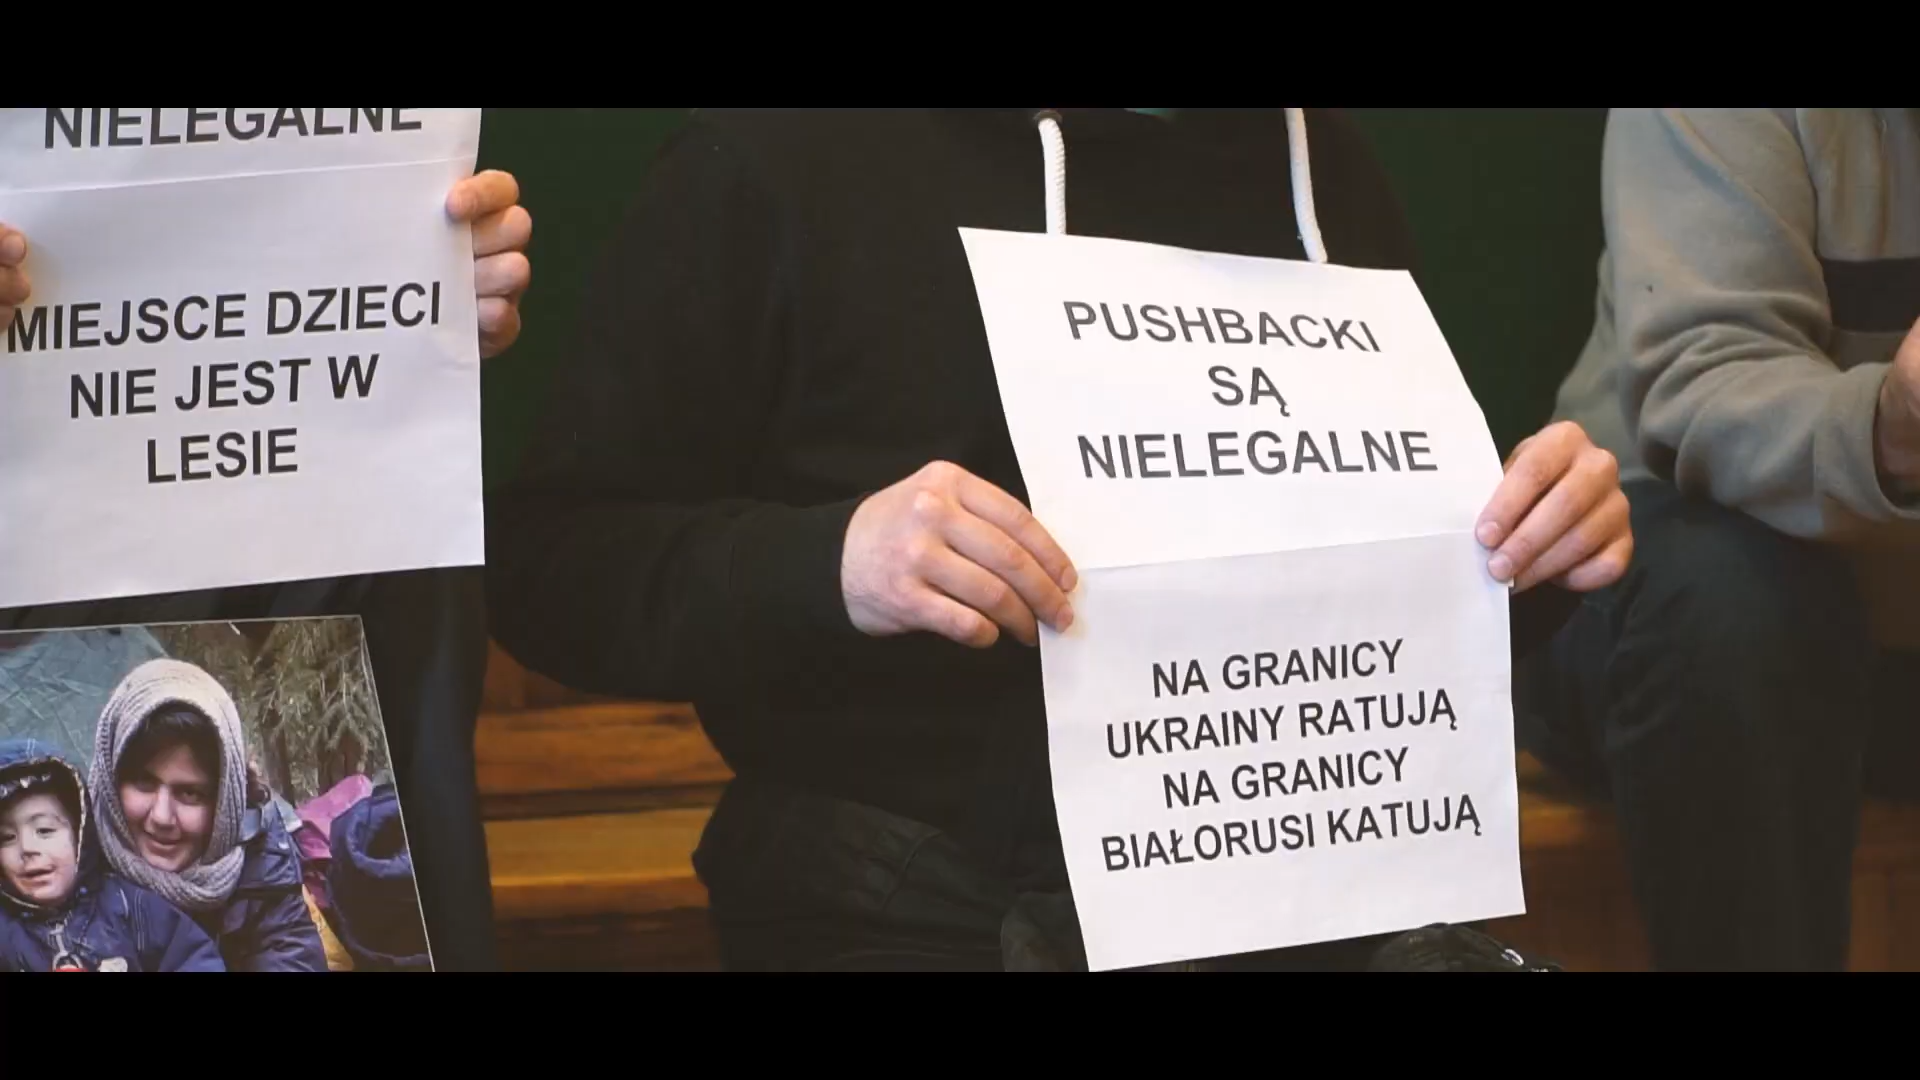 NIELEGALNE
MIEJSCE DZIECI
NIE JEST W
LESIE
PUSHBACKI
SĄ
NIELEGALNE
NA GRANICY
UKRAINY RATUJĄ
NA GRANICY
BIAŁORUSI KATUJĄ